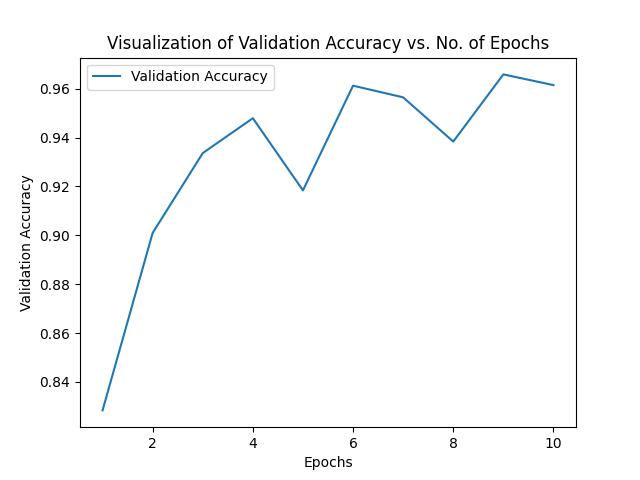 Visualization of Validation Accuracy vs. No. of Epochs
Validation Accuracy
0.96
0.94
0.92
0.90
0.88
0.86
0.84
Validation Accuracy
2 4 6 8 10
Epochs